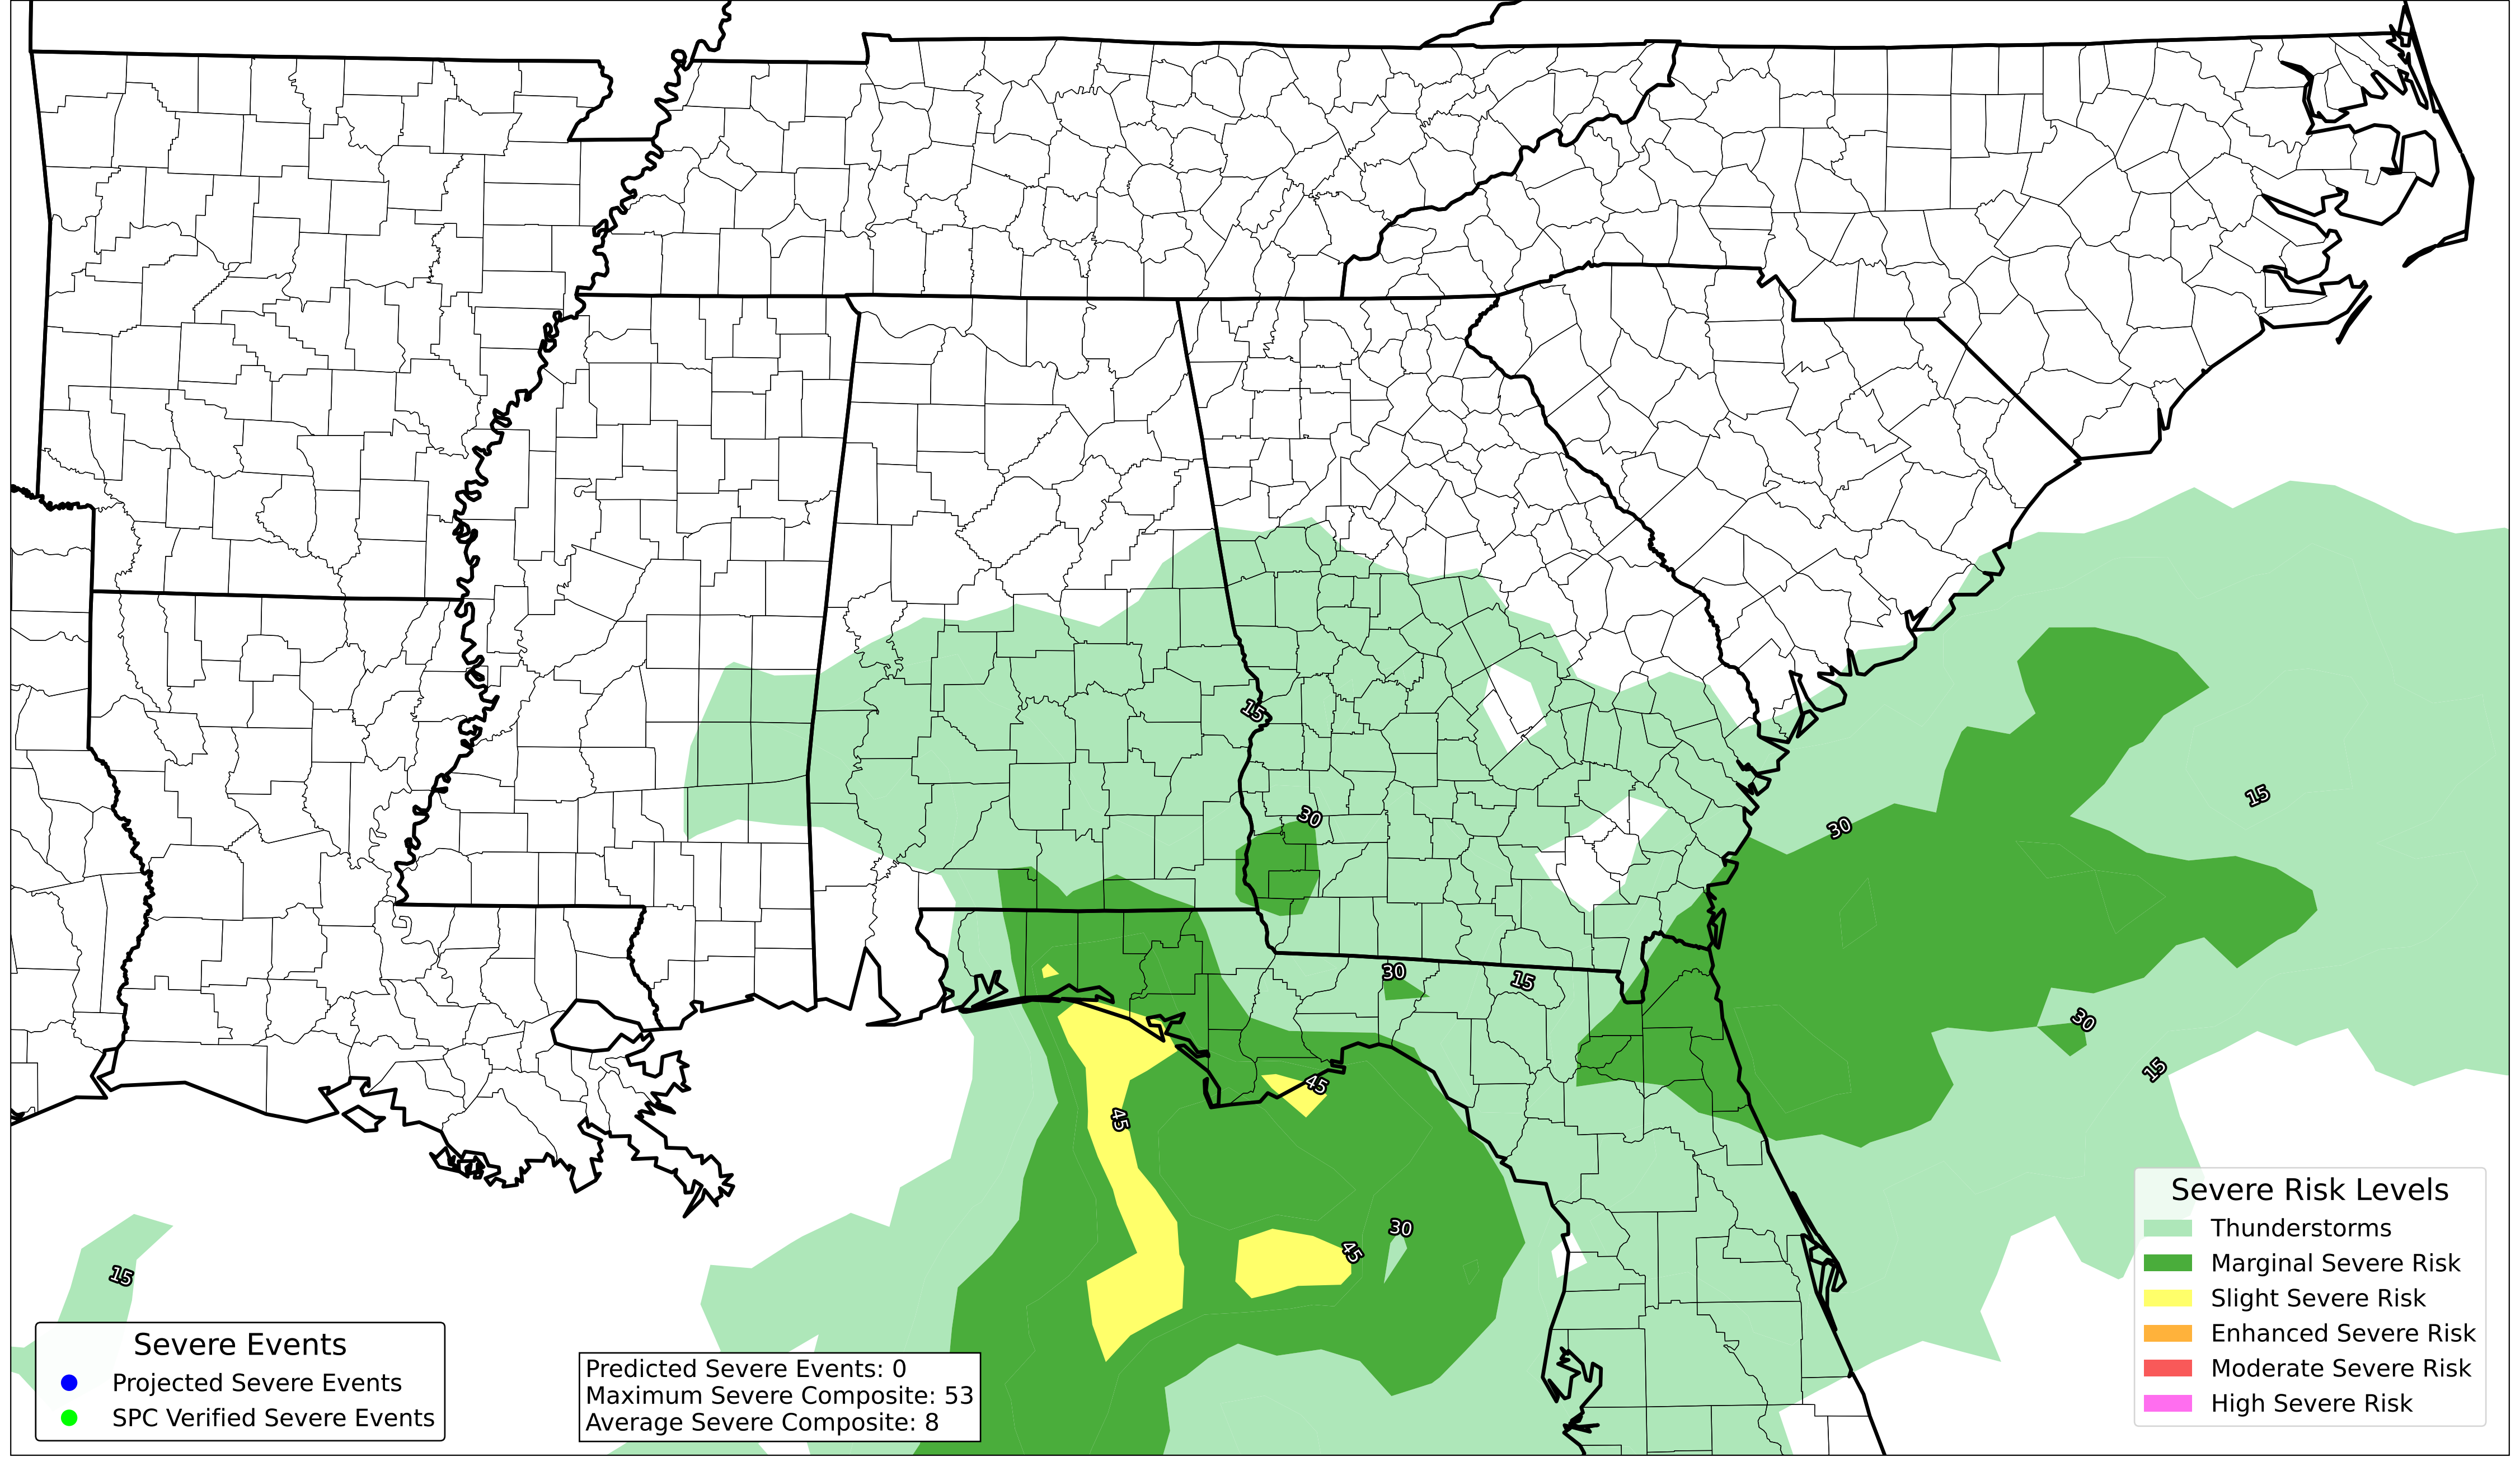 15
30
30
15
30
15
30
15
45
45
30
45
15
Severe Risk Levels
Thunderstorms
Marginal Severe Risk
Slight Severe Risk
Enhanced Severe Risk
Moderate Severe Risk
High Severe Risk
Severe Events
Projected Severe Events
SPC Verified Severe Events
Predicted Severe Events: 0
Maximum Severe Composite: 53
Average Severe Composite: 8